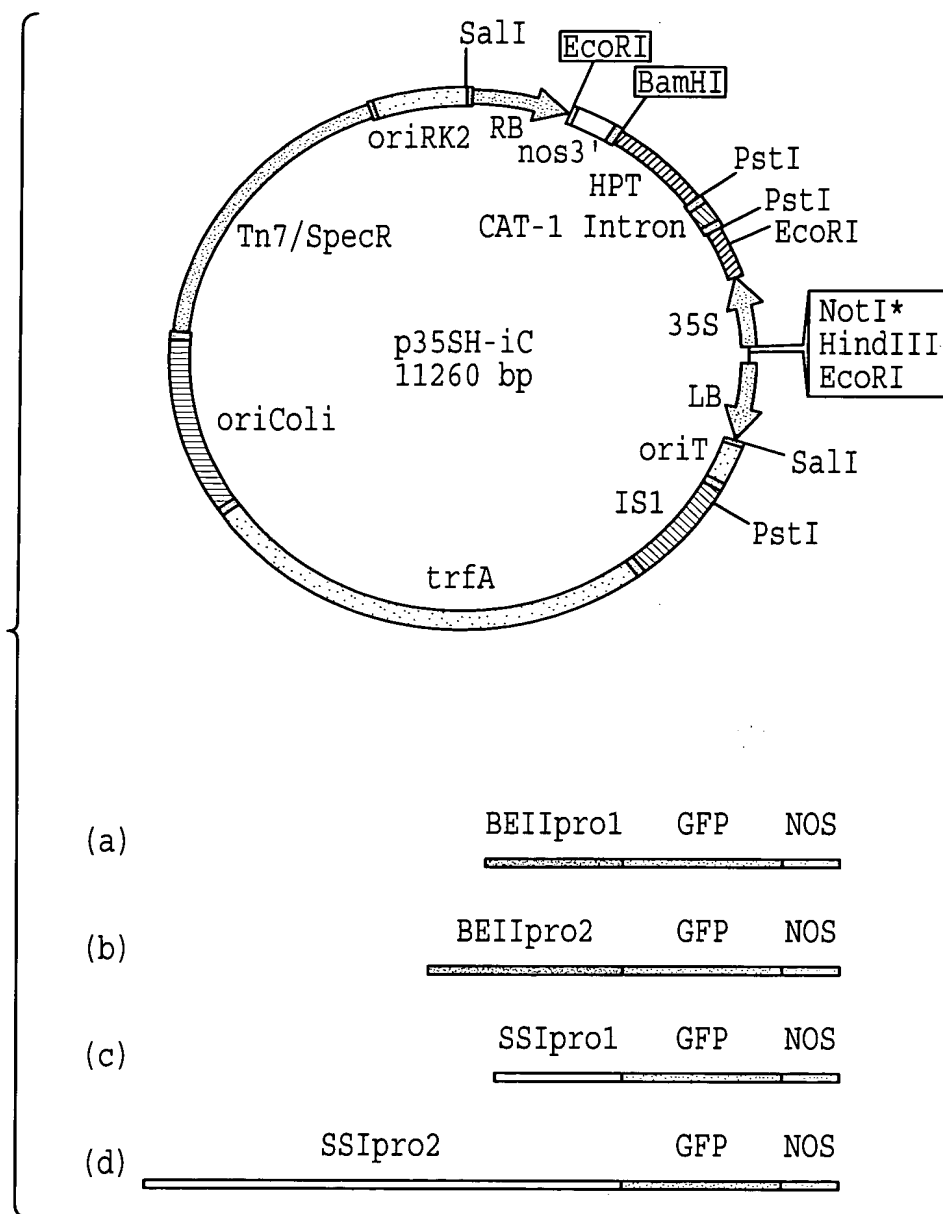 SalI
EcoRI
BamHI
oriRK2
RB
nos3'
PstI
HPT
PstI
CAT-1 Intron
EcoRI
Tn7/SpecR
35S
NotI*
HindIII
EcoRI
p35SH-iC
11260 bp
LB
oriColi
oriT
SalI
IS1
PstI
trfA
(a) BEIIpro1 GFP NOS
(b) BEIIpro2 GFP NOS
(c) SSIpro1 GFP NOS
(d) SSIpro2 GFP NOS